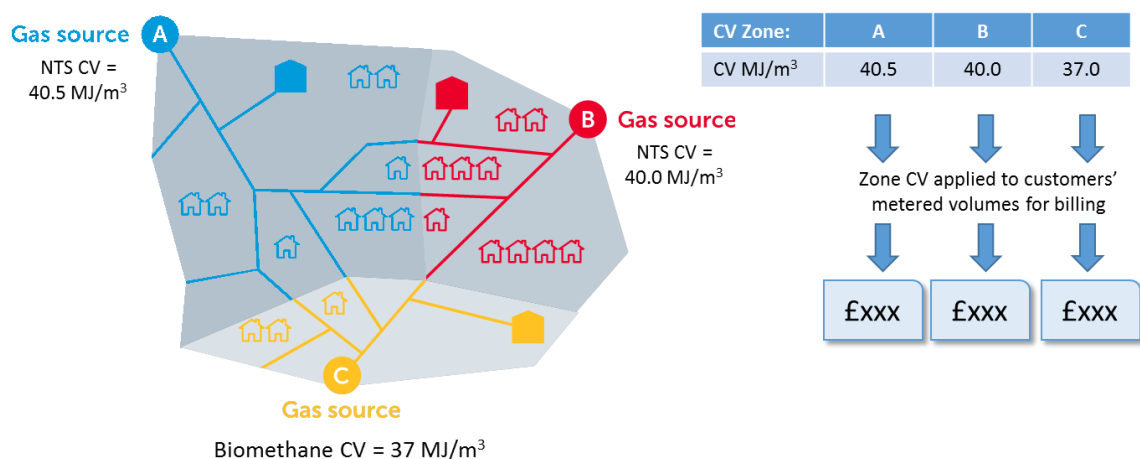 Gas source A
NTS CV =
40.5 MJ/m³
B Gas source
NTS CV =
40.0 MJ/m³
C
Gas source
Biomethane CV = 37 MJ/m³
CV Zone: A B C
CV MJ/m³ 40.5 40.0 37.0
Zone CV applied to customers’
metered volumes for billing
£xxx £xxx £xxx